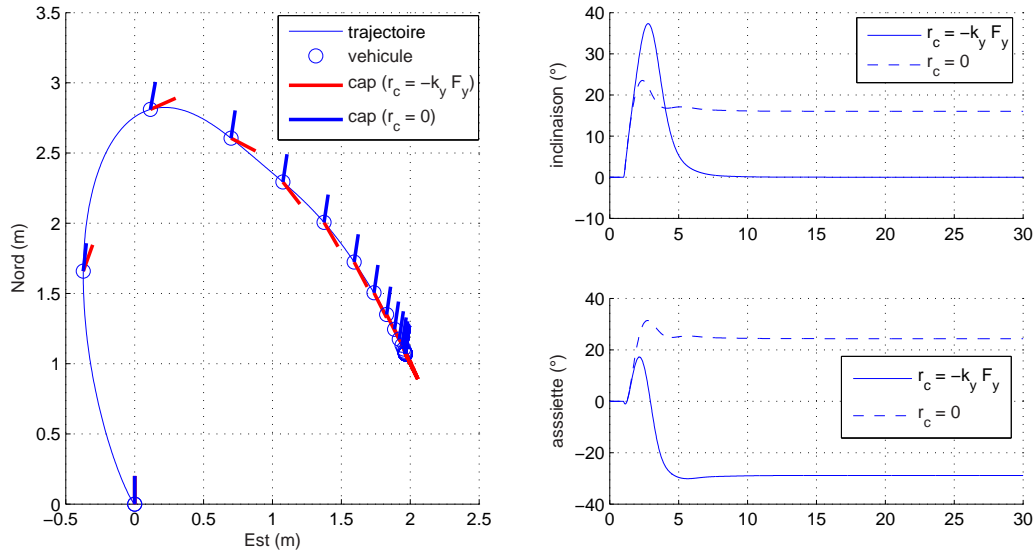 3.5
3
2.5
2
1.5
1
0.5
0
Nord (m)
−0.5 0 0.5 1 1.5 2 2.5
Est (m)
trajectoire
vehicule
cap (r_c = −k_y F_y)
cap (r_c = 0)
40
30
20
10
0
−10
inclinaison (°)
0 5 10 15 20 25 30
r_c = −k_y F_y
r_c = 0
40
20
0
−20
−40
asssiette (°)
0 5 10 15 20 25 30
r_c = −k_y F_y
r_c = 0